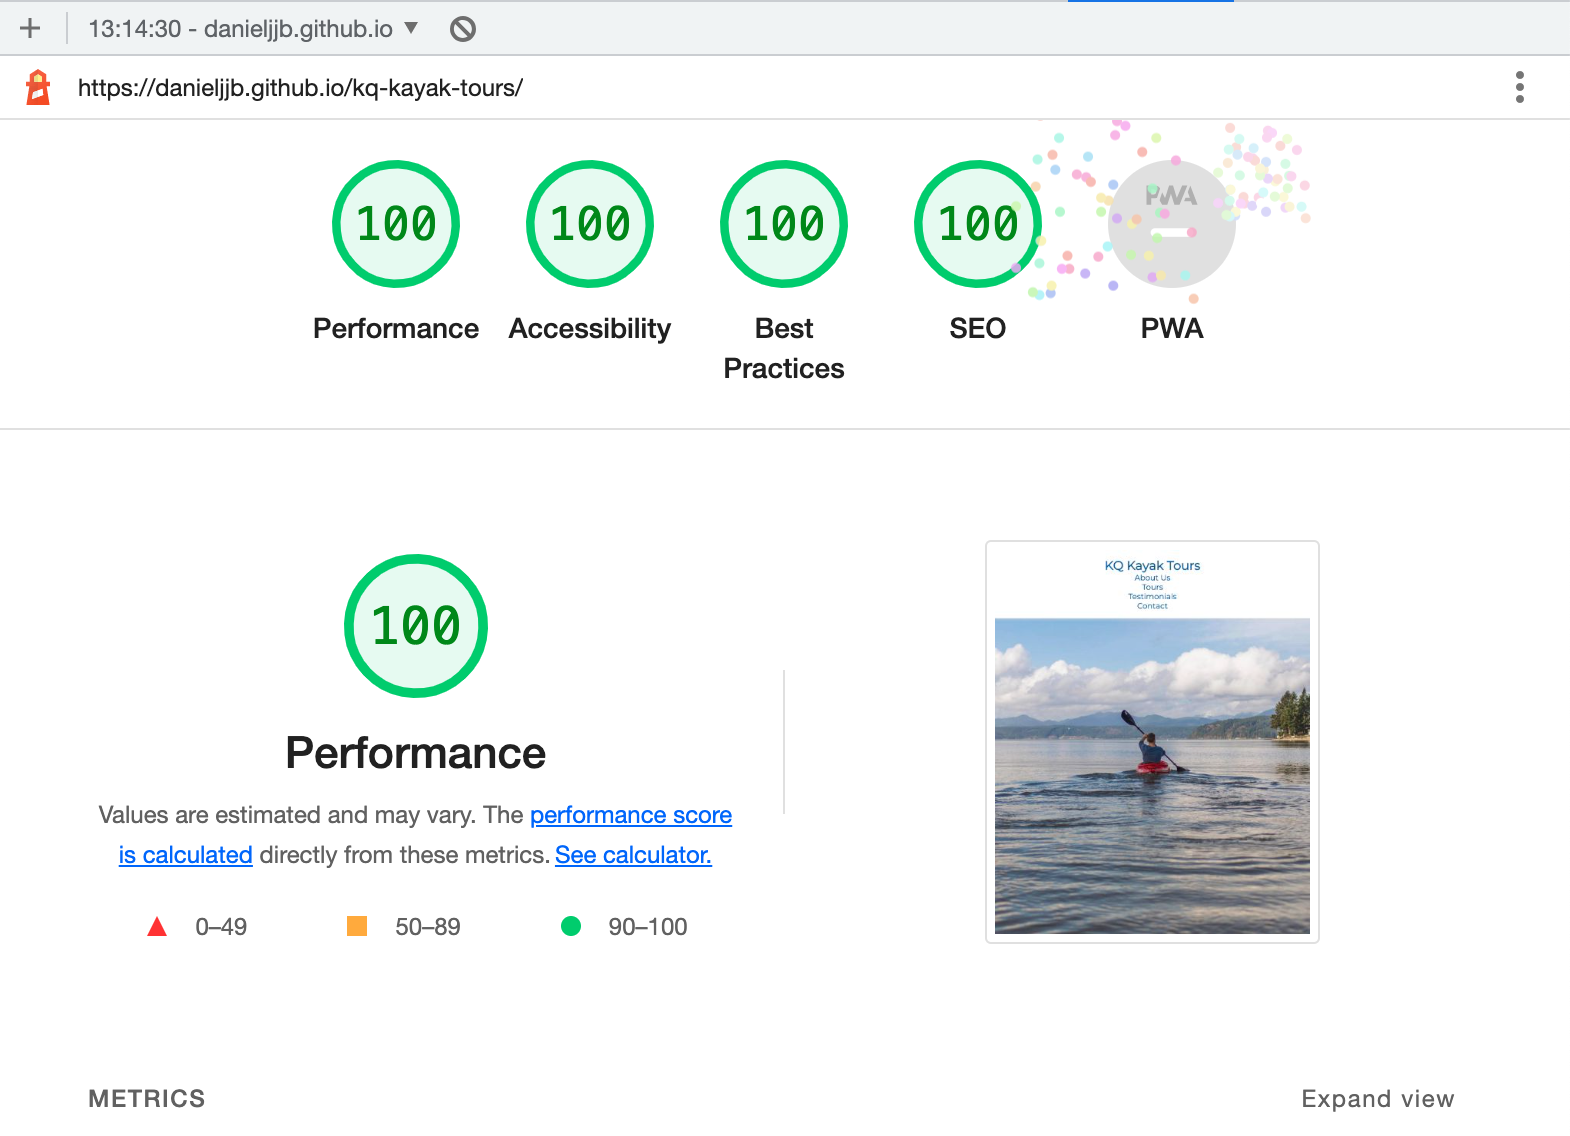 13:14:30 - danieljjb.github.io
https://danieljjb.github.io/kq-kayak-tours/
100 100 100 100 PWA
Performance Accessibility Best Practices SEO PWA
100
Performance
Values are estimated and may vary. The performance score
is calculated directly from these metrics. See calculator.
0–49 50–89 90–100
KQ Kayak Tours
About Us
Tours
Testimonials
Contact
METRICS Expand view